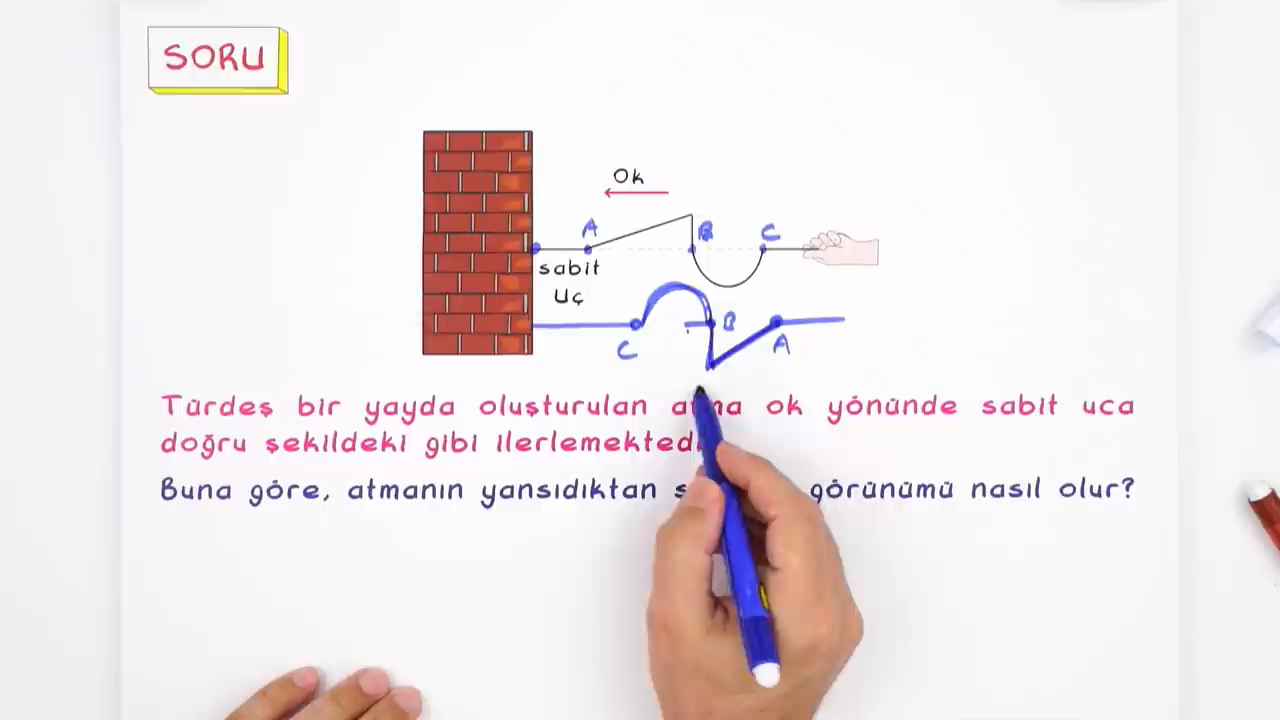 SORU
Ok
A
B
C
sabit
Uç
B
C
A
Türdeş bir yayda oluşturulan ok yönünde sabit uca
doğru şekildeki gibi
Buna göre, atmanın yansıdıktan görünümü nasıl olur?